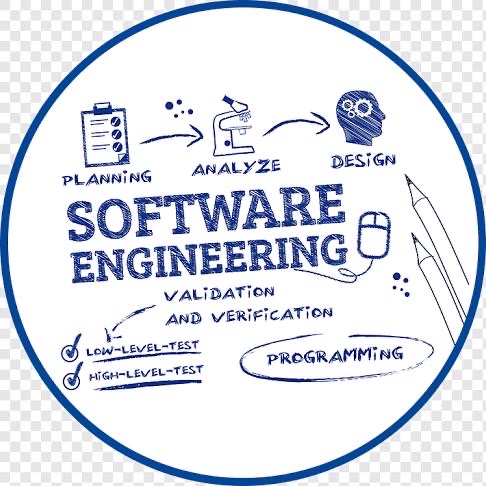 PLANNING
ANALYZE
DESIGN
SOFTWARE
ENGINEERING
VALIDATION
AND VERIFICATION
LOW-LEVEL-TEST
HIGH-LEVEL-TEST
PROGRAMMING